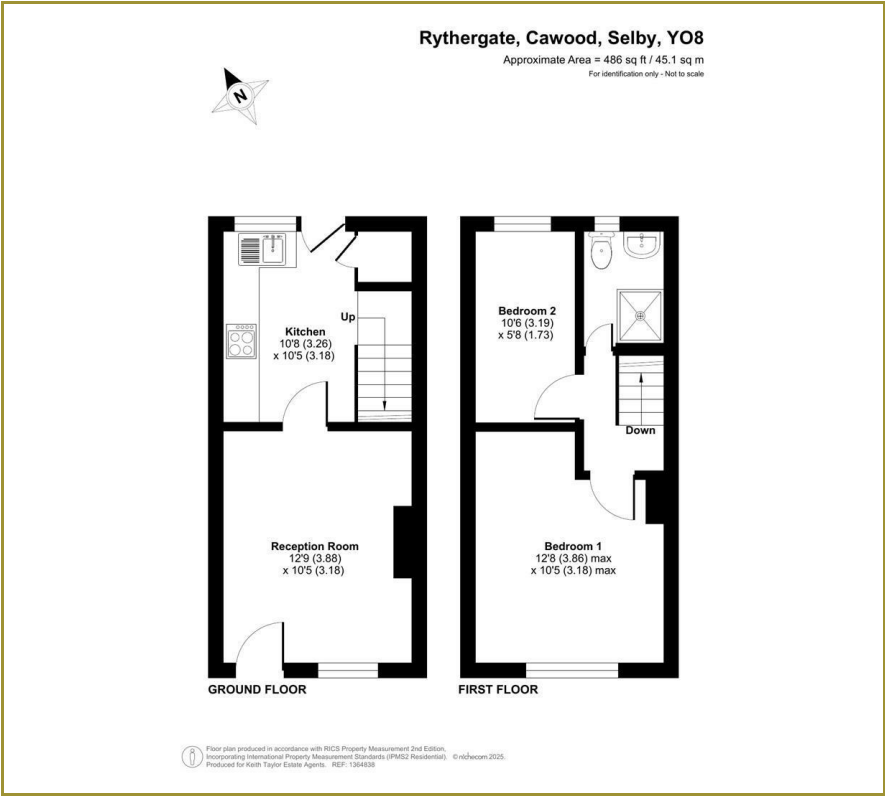 Rythergate, Cawood, Selby, YO8
Approximate Area = 486 sq ft / 45.1 sq m
For identification only - Not to scale
N
Kitchen
10'8 (3.26)
x 10'5 (3.18)
Up
Reception Room
12'9 (3.88)
x 10'5 (3.18)
GROUND FLOOR
Bedroom 2
10'6 (3.19)
x 5'8 (1.73)
Down
Bedroom 1
12'8 (3.86) max
x 10'5 (3.18) max
FIRST FLOOR
Floor plan produced in accordance with RICS Property Measurement 2nd Edition,
Incorporating International Property Measurement Standards (IPMS2 Residential). © nichecom 2025.
Produced for Keith Taylor Estate Agents. REF: 1364838